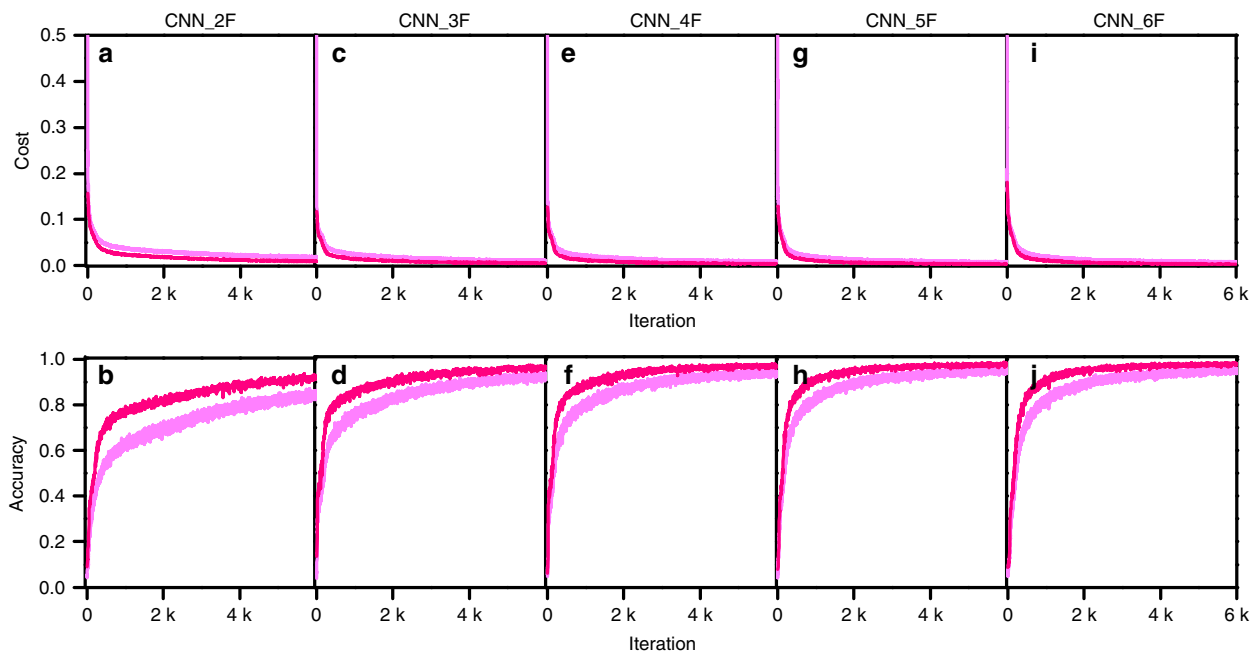 CNN_2F CNN_3F CNN_4F CNN_5F CNN_6F
0.5 a c e g i
0.4
0.3
Cost
0.2
0.1
0.0
0 2 k 4 k 0 2 k 4 k 0 2 k 4 k 0 2 k 4 k 0 2 k 4 k 6 k
Iteration
1.0 b d f h j
0.8
0.6
Accuracy
0.4
0.2
0.0
0 2 k 4 k 0 2 k 4 k 0 2 k 4 k 0 2 k 4 k 0 2 k 4 k 6 k
Iteration